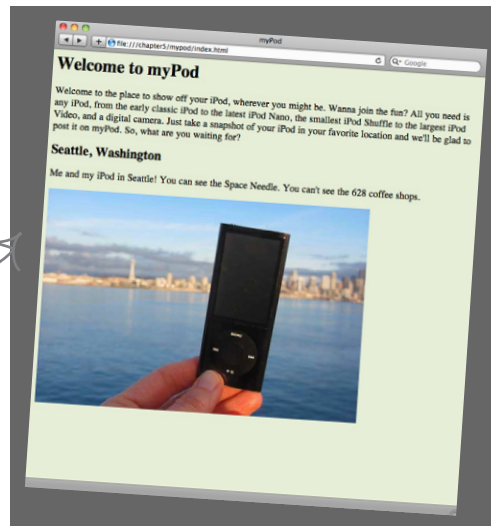 myPod
file:///chapter5/mypod/index.html
Google
Welcome to myPod
Welcome to the place to show off your iPod, wherever you might be. Wanna join the fun? All you need is
any iPod, from the early classic iPod to the latest iPod Nano, the smallest iPod Shuffle to the largest iPod
Video, and a digital camera. Just take a snapshot of your iPod in your favorite location and we'll be glad to
post it on myPod. So, what are you waiting for?
Seattle, Washington
Me and my iPod in Seattle! You can see the Space Needle. You can't see the 628 coffee shops.
MENU